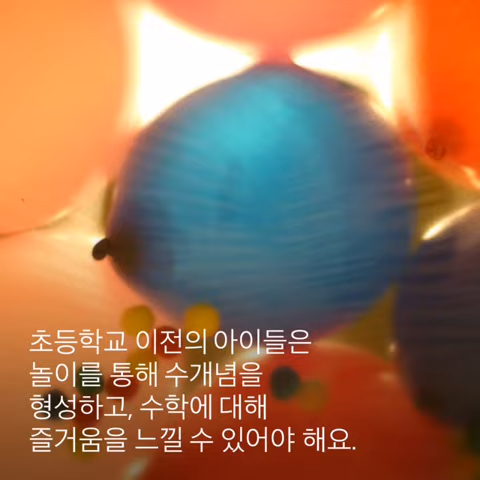 초등학교 이전의 아이들은
놀이를 통해 수개념을
형성하고, 수학에 대해
즐거움을 느낄 수 있어야 해요.